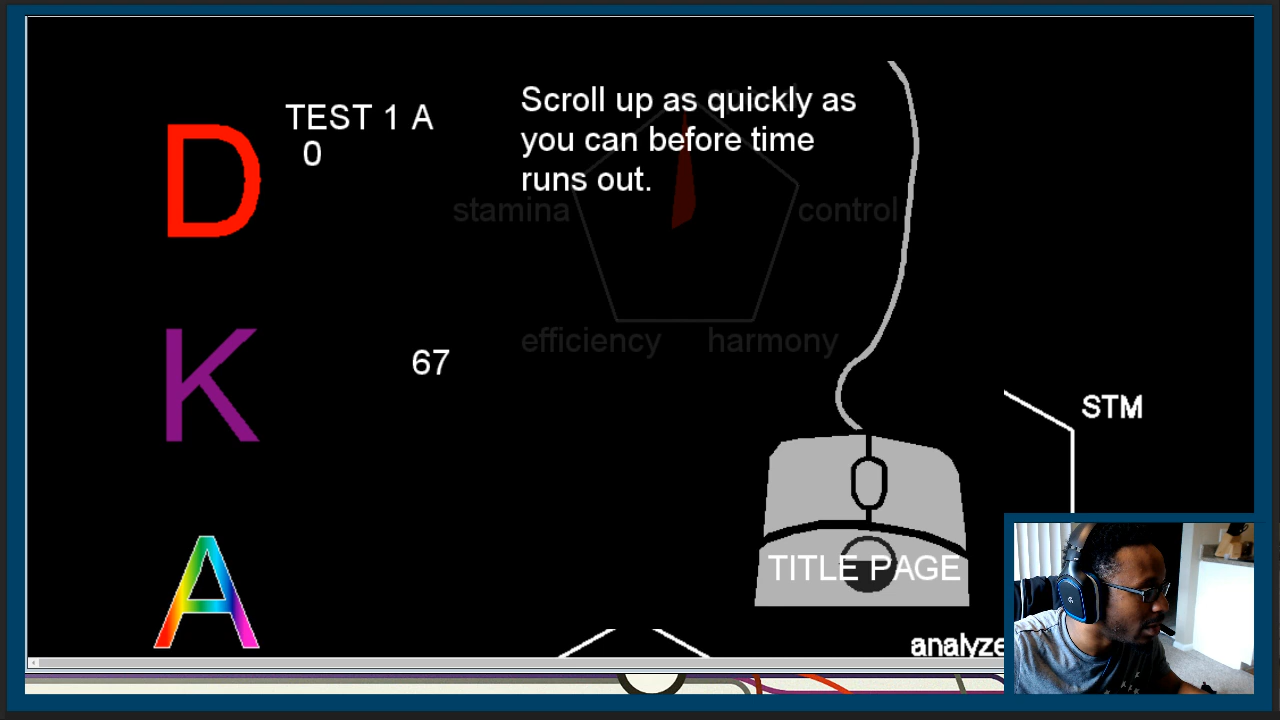 D
TEST 1 A
0
Scroll up as quickly as
you can before time
runs out.
stamina
control
efficiency
harmony
K
67
STM
TITLE PAGE
A
analyze